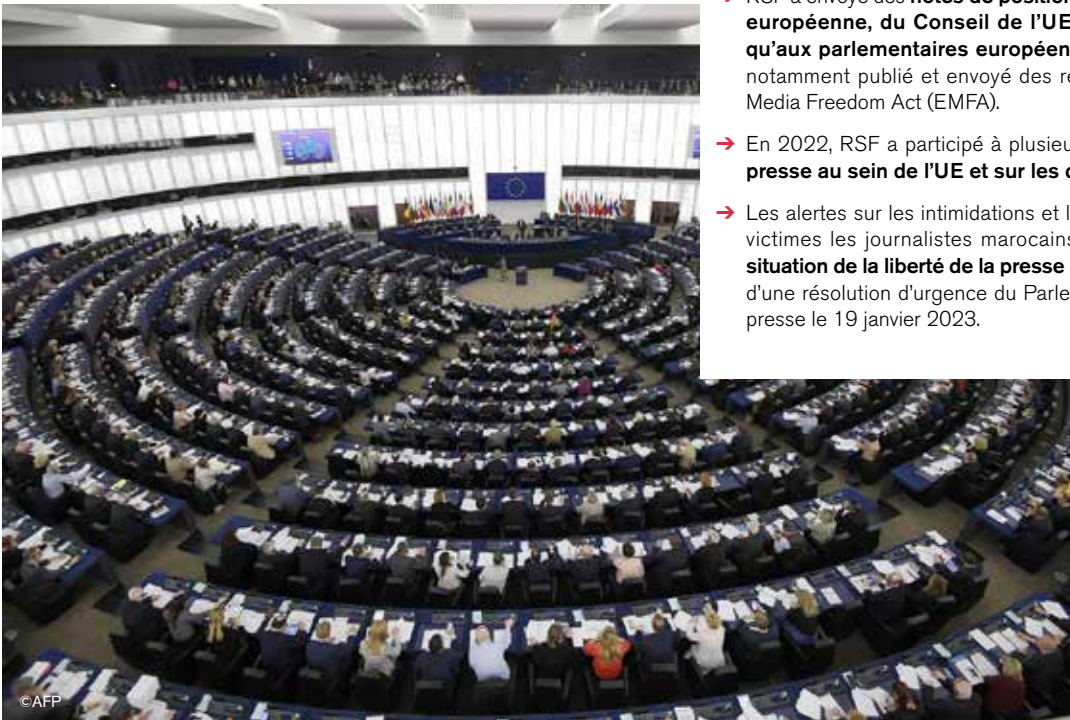 → RSF a envoyé des notes de position
européenne, du Conseil de l'UE
qu'aux parlementaires européen
notamment publié et envoyé des re
Media Freedom Act (EMFA).
→ En 2022, RSF a participé à plusieu
presse au sein de l'UE et sur les
→ Les alertes sur les intimidations et l
victimes les journalistes marocains
situation de la liberté de la presse
d'une résolution d'urgence du Parle
presse le 19 janvier 2023.
©AFP